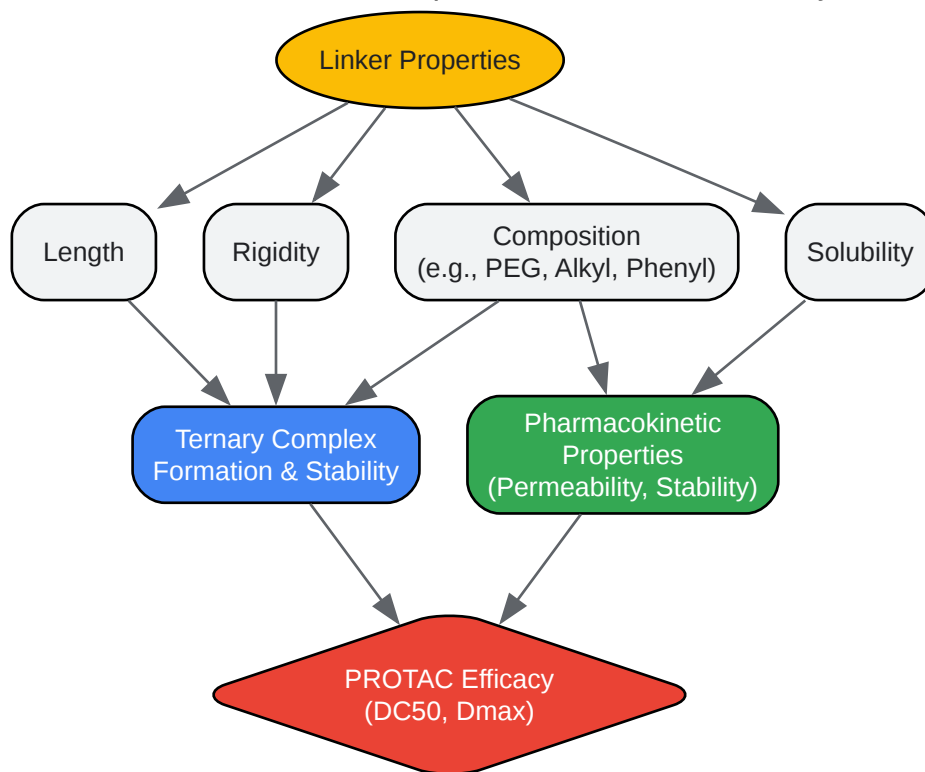 Linker Properties
Length
Rigidity
Composition
(e.g., PEG, Alkyl, Phenyl)
Solubility
Ternary Complex
Formation & Stability
Pharmacokinetic
Properties
(Permeability, Stability)
PROTAC Efficacy
(DC50, Dmax)